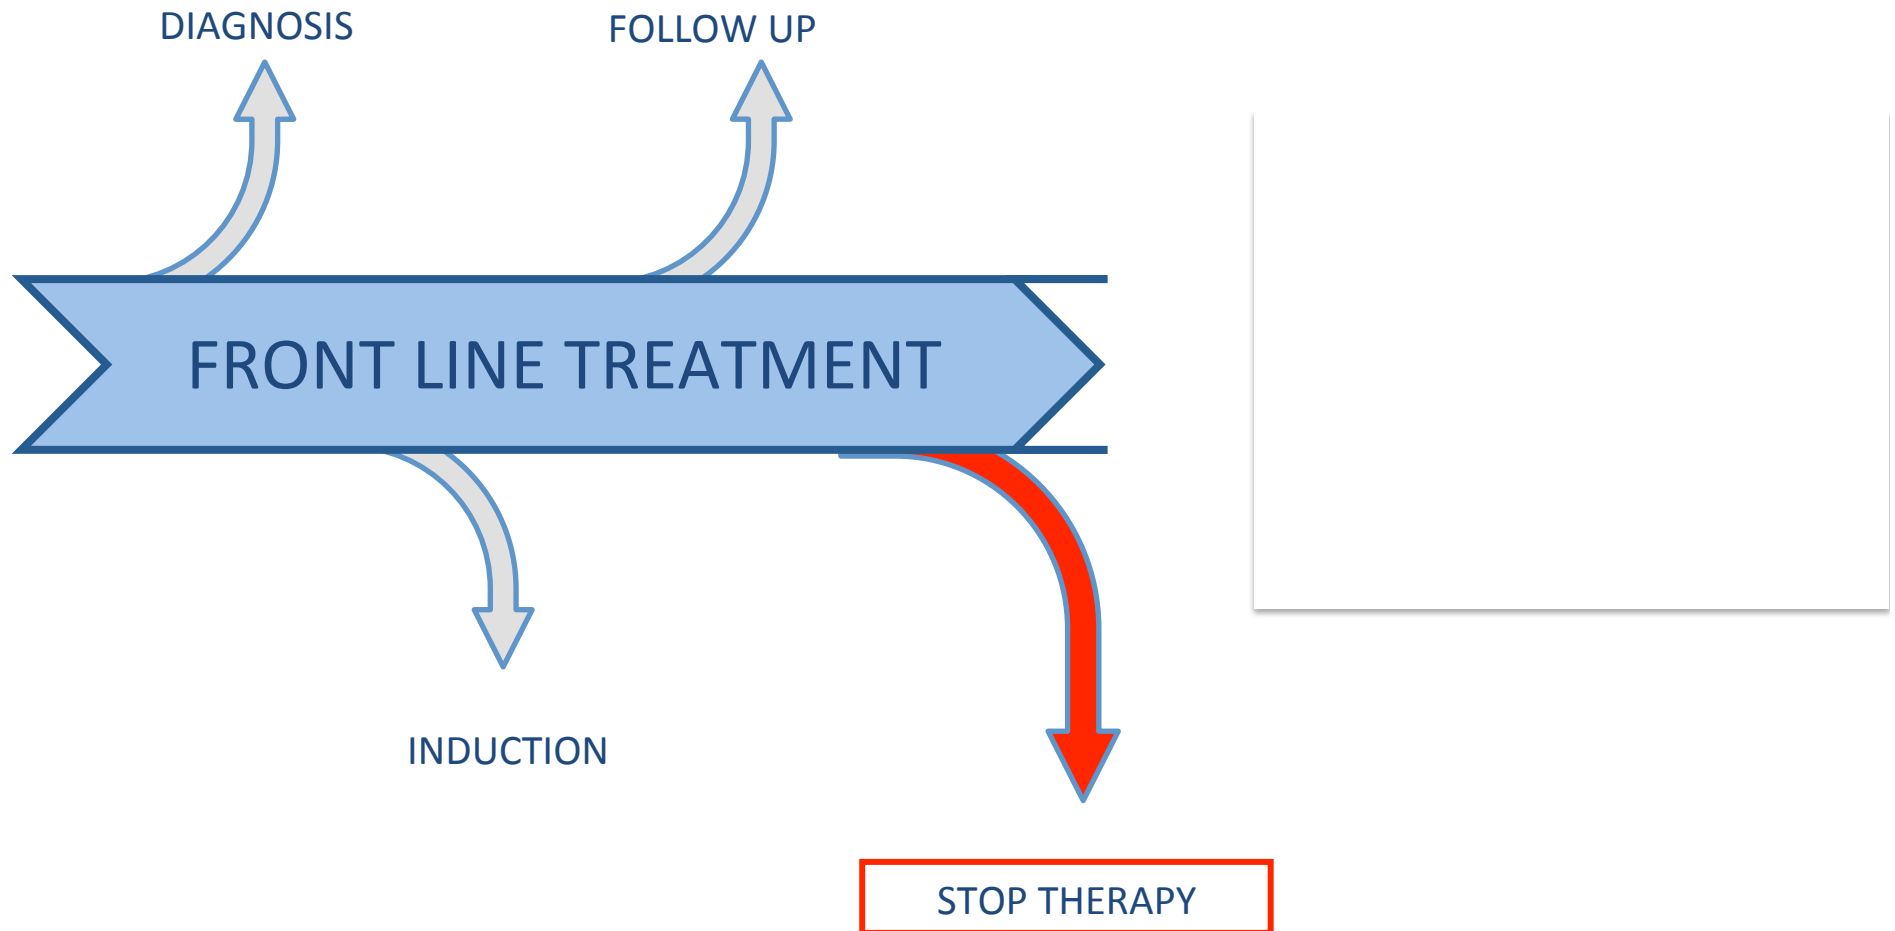 DIAGNOSIS
FOLLOW UP
FRONT LINE TREATMENT
INDUCTION
STOP THERAPY